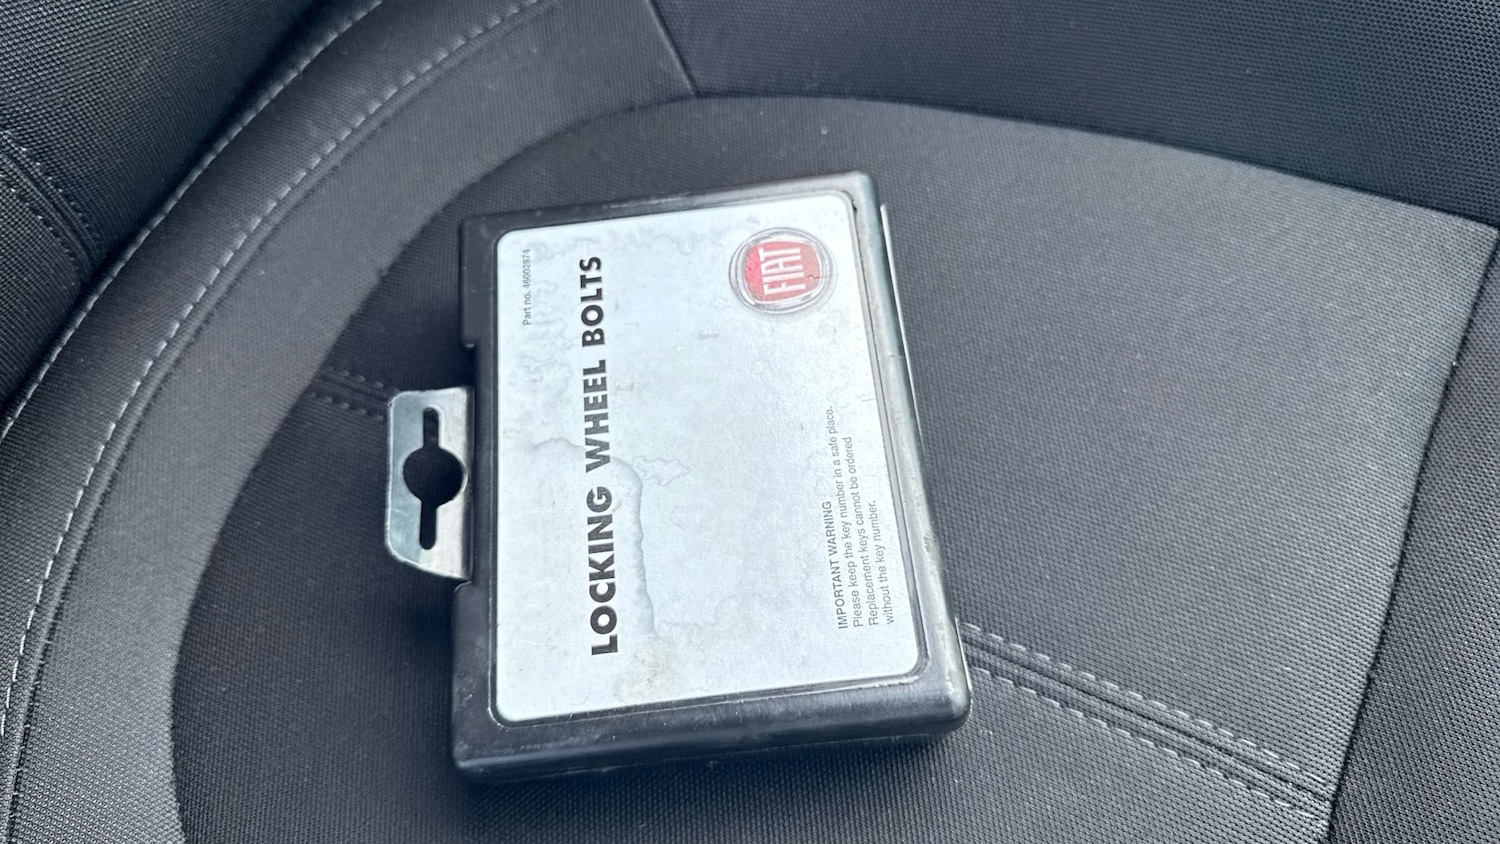 Part no. 46002874
LOCKING WHEEL BOLTS
FIAT
IMPORTANT WARNING
Please keep the key number in a safe place.
Replacement keys cannot be ordered
without the key number.